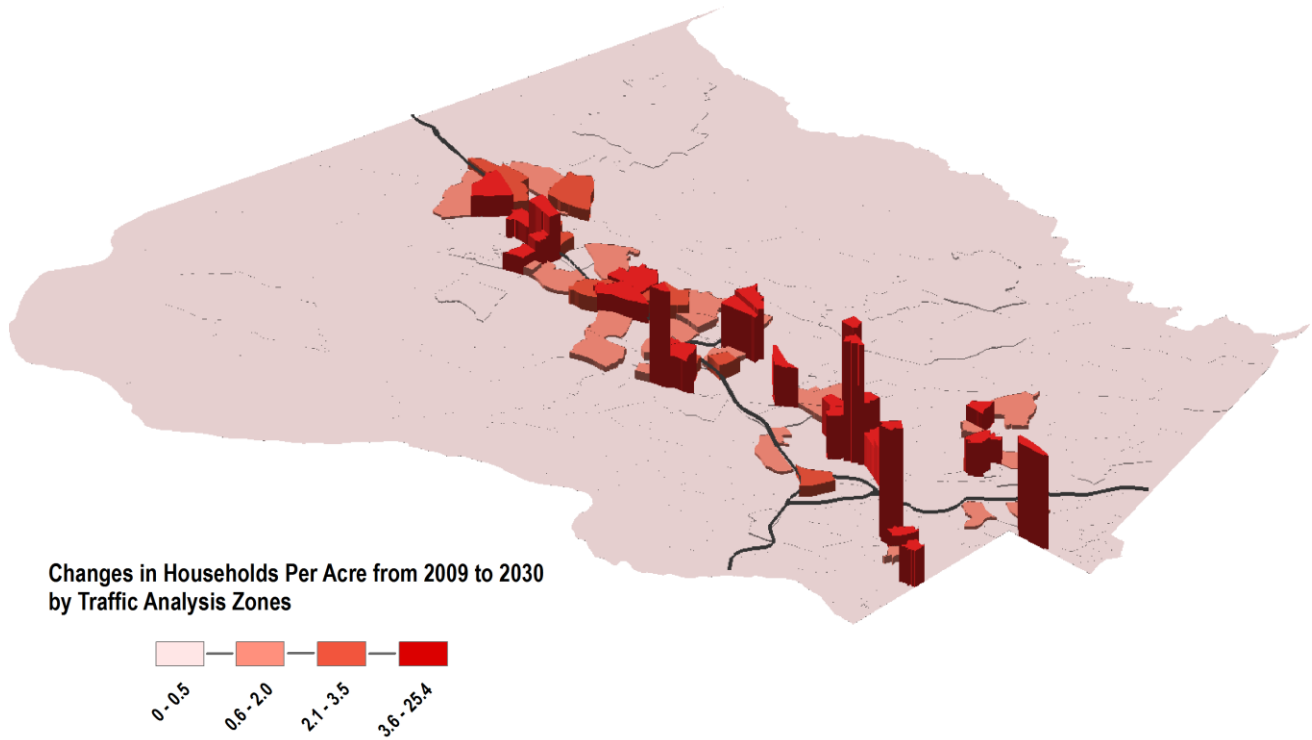 Changes in Households Per Acre from 2009 to 2030
by Traffic Analysis Zones
0 - 0.5
0.6 - 2.0
2.1 - 3.5
3.6 - 25.4